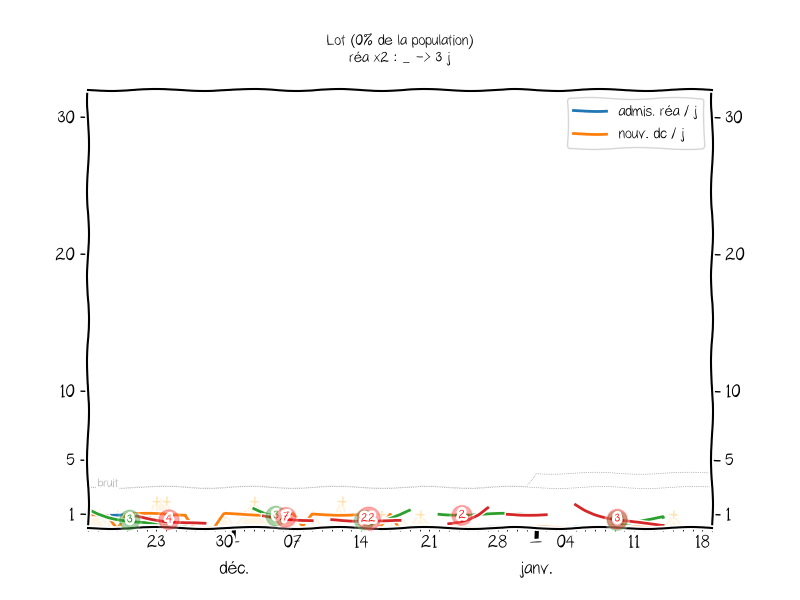 Lot (0% de la population)
réa x2 : _ -> 3 j
admis. réa / j
nouv. dc / j
30 30
20 20
10 10
5 5
bruit
1 1
3 4 7 22 2 3
23 30 07 14 21 28 04 11 18
déc. janv.